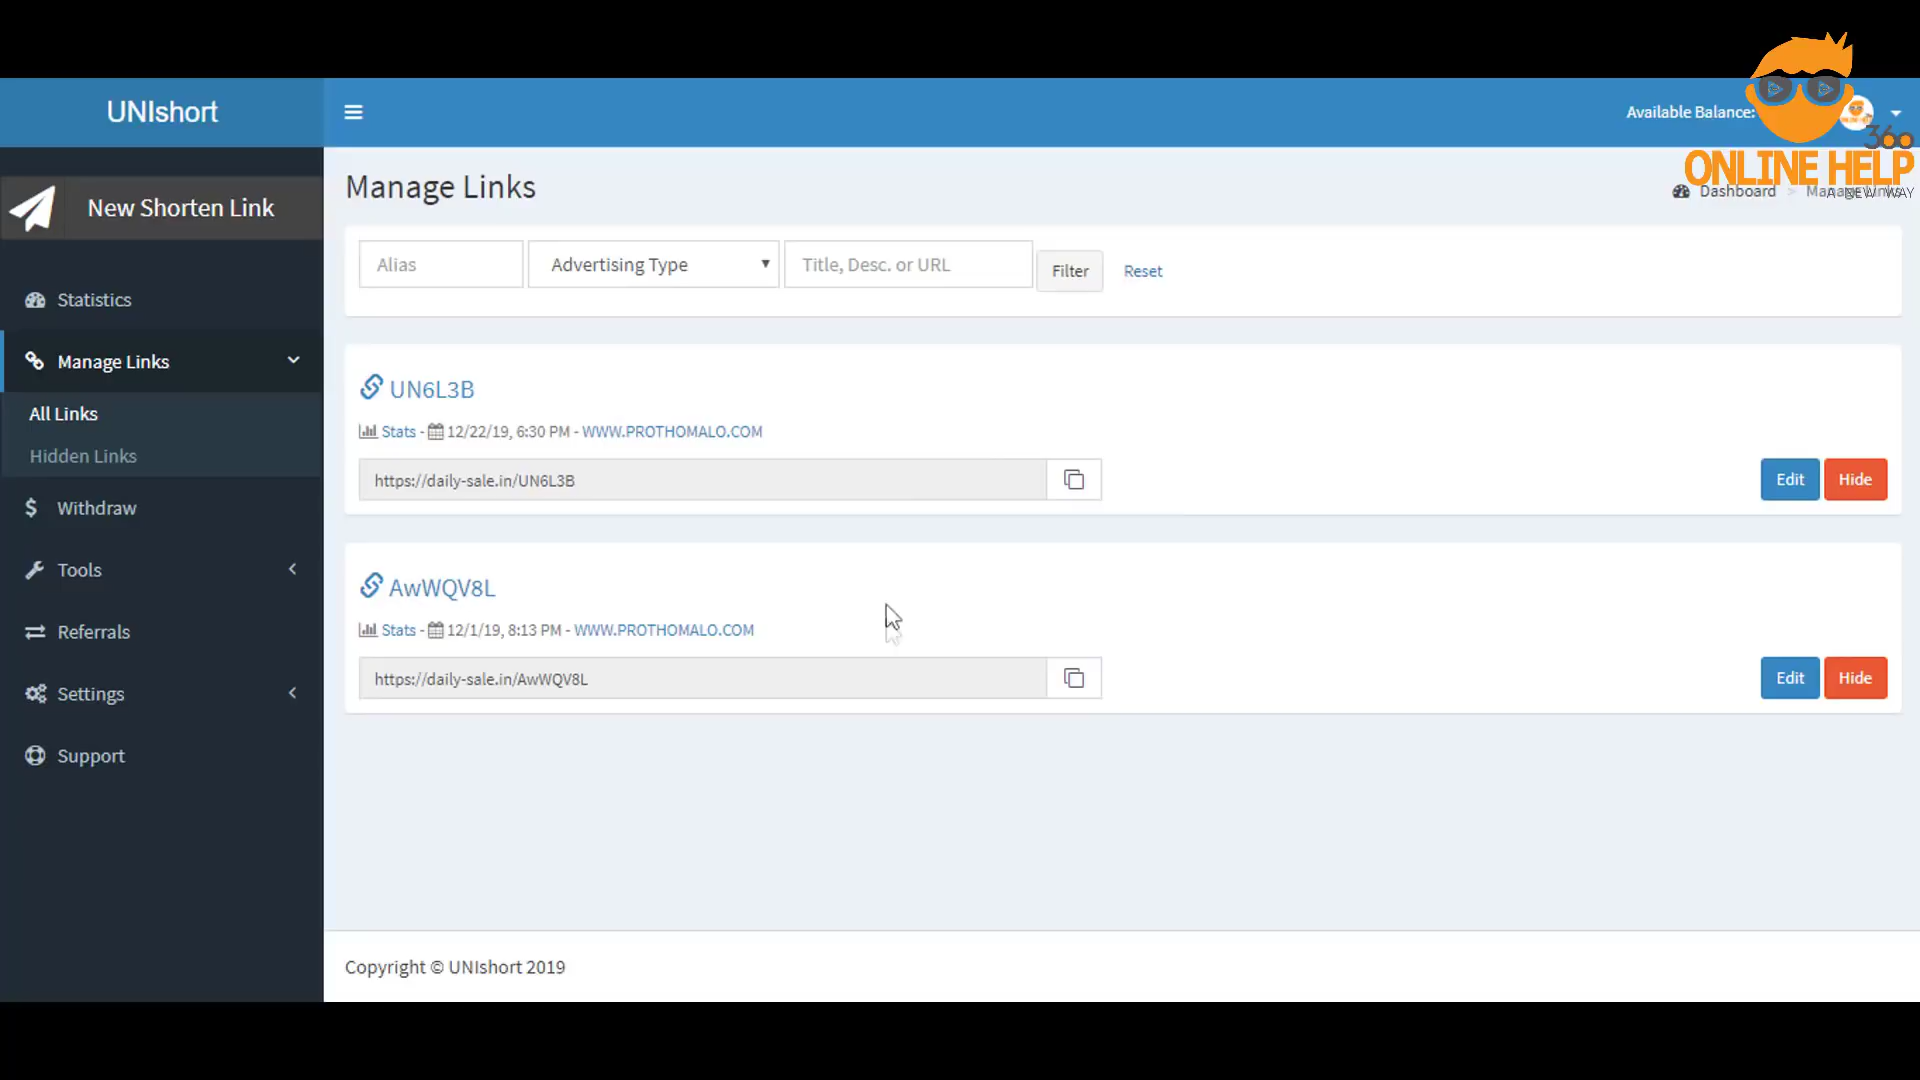 UNIshort
Available Balance:
360
ONLINE HELP
A NEW WAY
New Shorten Link
Manage Links
Dashboard
Alias
Advertising Type
Title, Desc. or URL
Filter
Reset
Statistics
Manage Links
All Links
Hidden Links
Withdraw
Tools
Referrals
Settings
Support
UN6L3B
Stats - 12/22/19, 6:30 PM - WWW.PROTHOMALO.COM
https://daily-sale.in/UN6L3B
Edit
Hide
AwWQV8L
Stats - 12/1/19, 8:13 PM - WWW.PROTHOMALO.COM
https://daily-sale.in/AwWQV8L
Edit
Hide
Copyright © UNIshort 2019